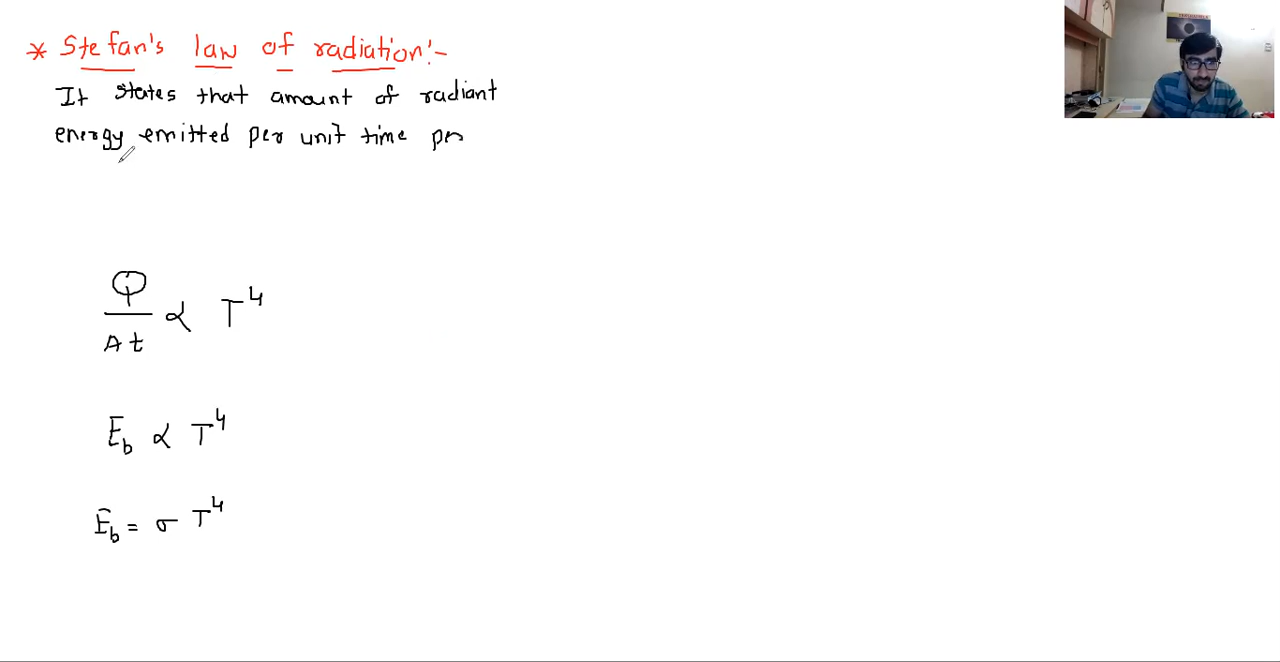 * Stefan's law of radiation:-
It states that amount of radiant
energy emitted per unit time per
Q
At ∝ T⁴
E_b ∝ T⁴
E_b = σ T⁴